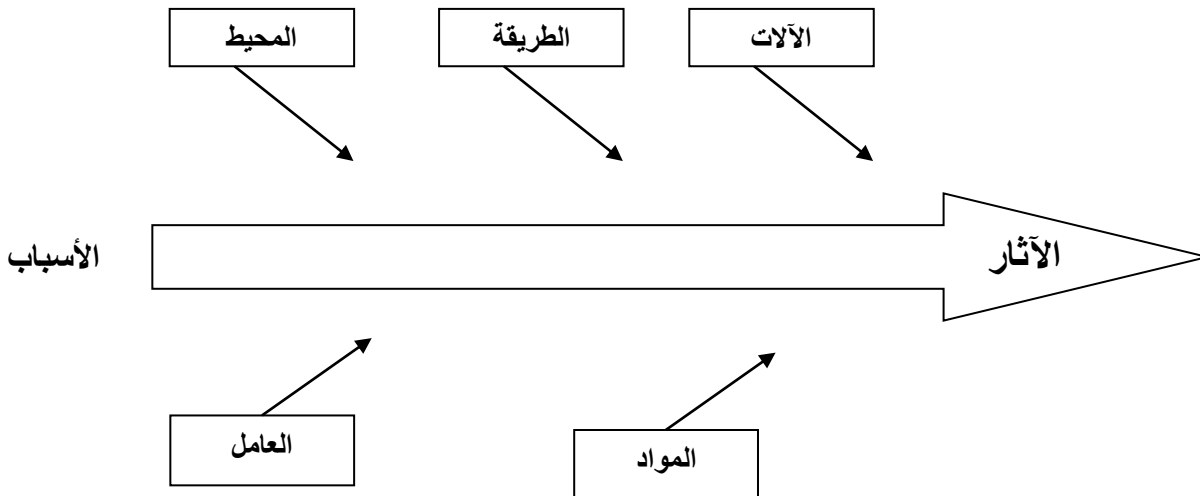 الآلات
الطريقة
المحيط
الآثار
الأسباب
المواد
العامل